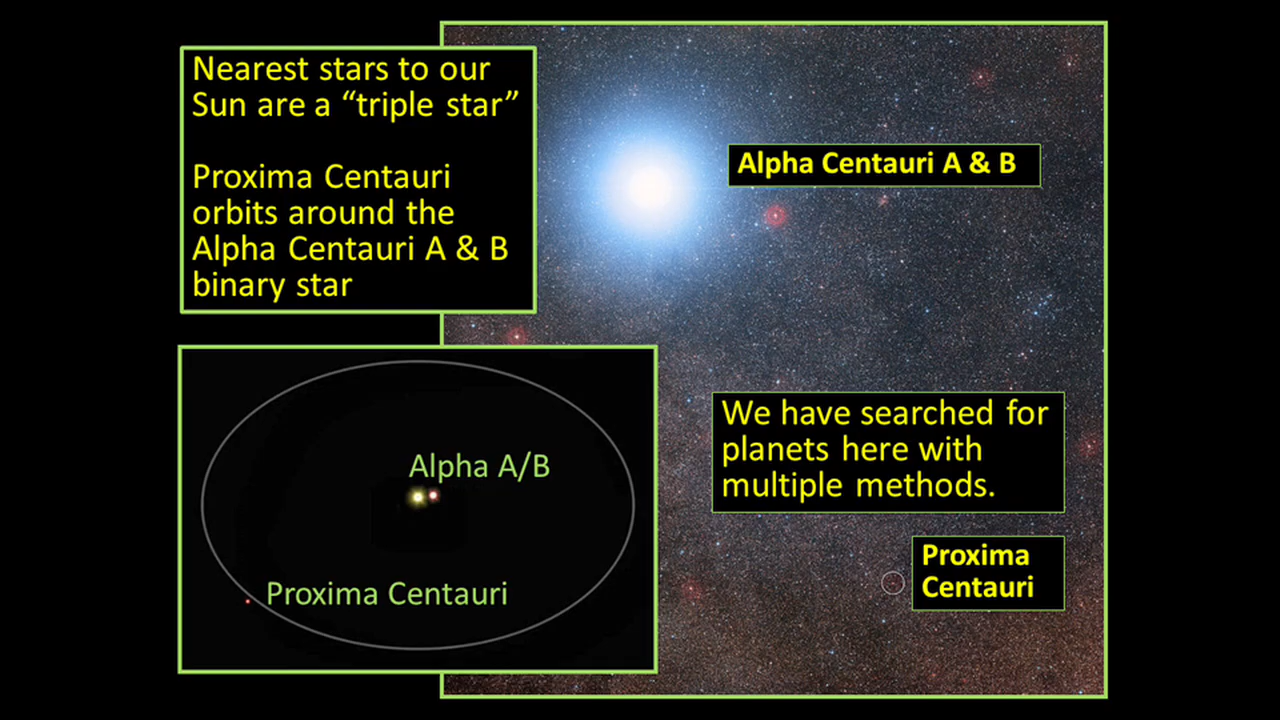 Nearest stars to our
Sun are a “triple star”
Proxima Centauri
orbits around the
Alpha Centauri A & B
binary star
Alpha Centauri A & B
Alpha A/B
Proxima Centauri
We have searched for
planets here with
multiple methods.
Proxima
Centauri